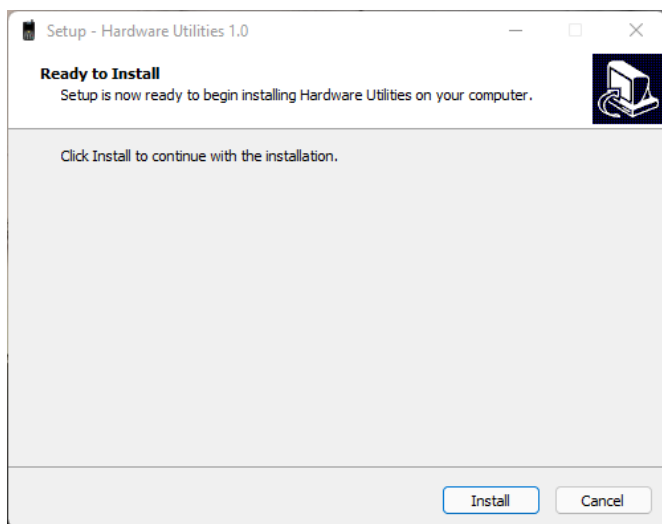 Setup - Hardware Utilities 1.0
Ready to Install
Setup is now ready to begin installing Hardware Utilities on your computer.
Click Install to continue with the installation.
Install
Cancel